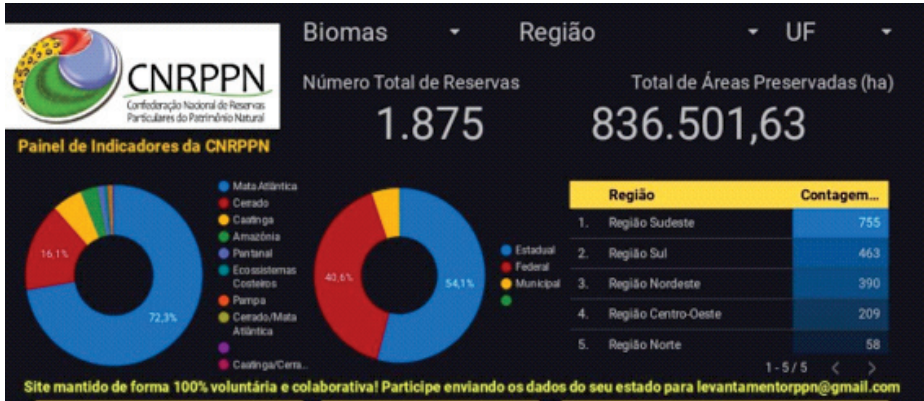 CNRPPN
Confederação Nacional de Reservas
Particulares do Patrimônio Natural
Painel de Indicadores da CNRPPN
Biomas
Região
UF
Número Total de Reservas
1.875
Total de Áreas Preservadas (ha)
836.501,63
16,1%
72,3%
Mata Atlântica
Cerrado
Caatinga
Amazônia
Pantanal
Ecossistemas
Costeiros
Pampa
Cerrado/Mata
Atlântica
Caatinga/Cerra...
40,6%
54,1%
Estadual
Federal
Municipal
Região Contagem...
1. Região Sudeste 755
2. Região Sul 463
3. Região Nordeste 390
4. Região Centro-Oeste 209
5. Região Norte 58
1-5/5 < >
Site mantido de forma 100% voluntária e colaborativa! Participe enviando os dados do seu estado para levantamentorppn@gmail.com